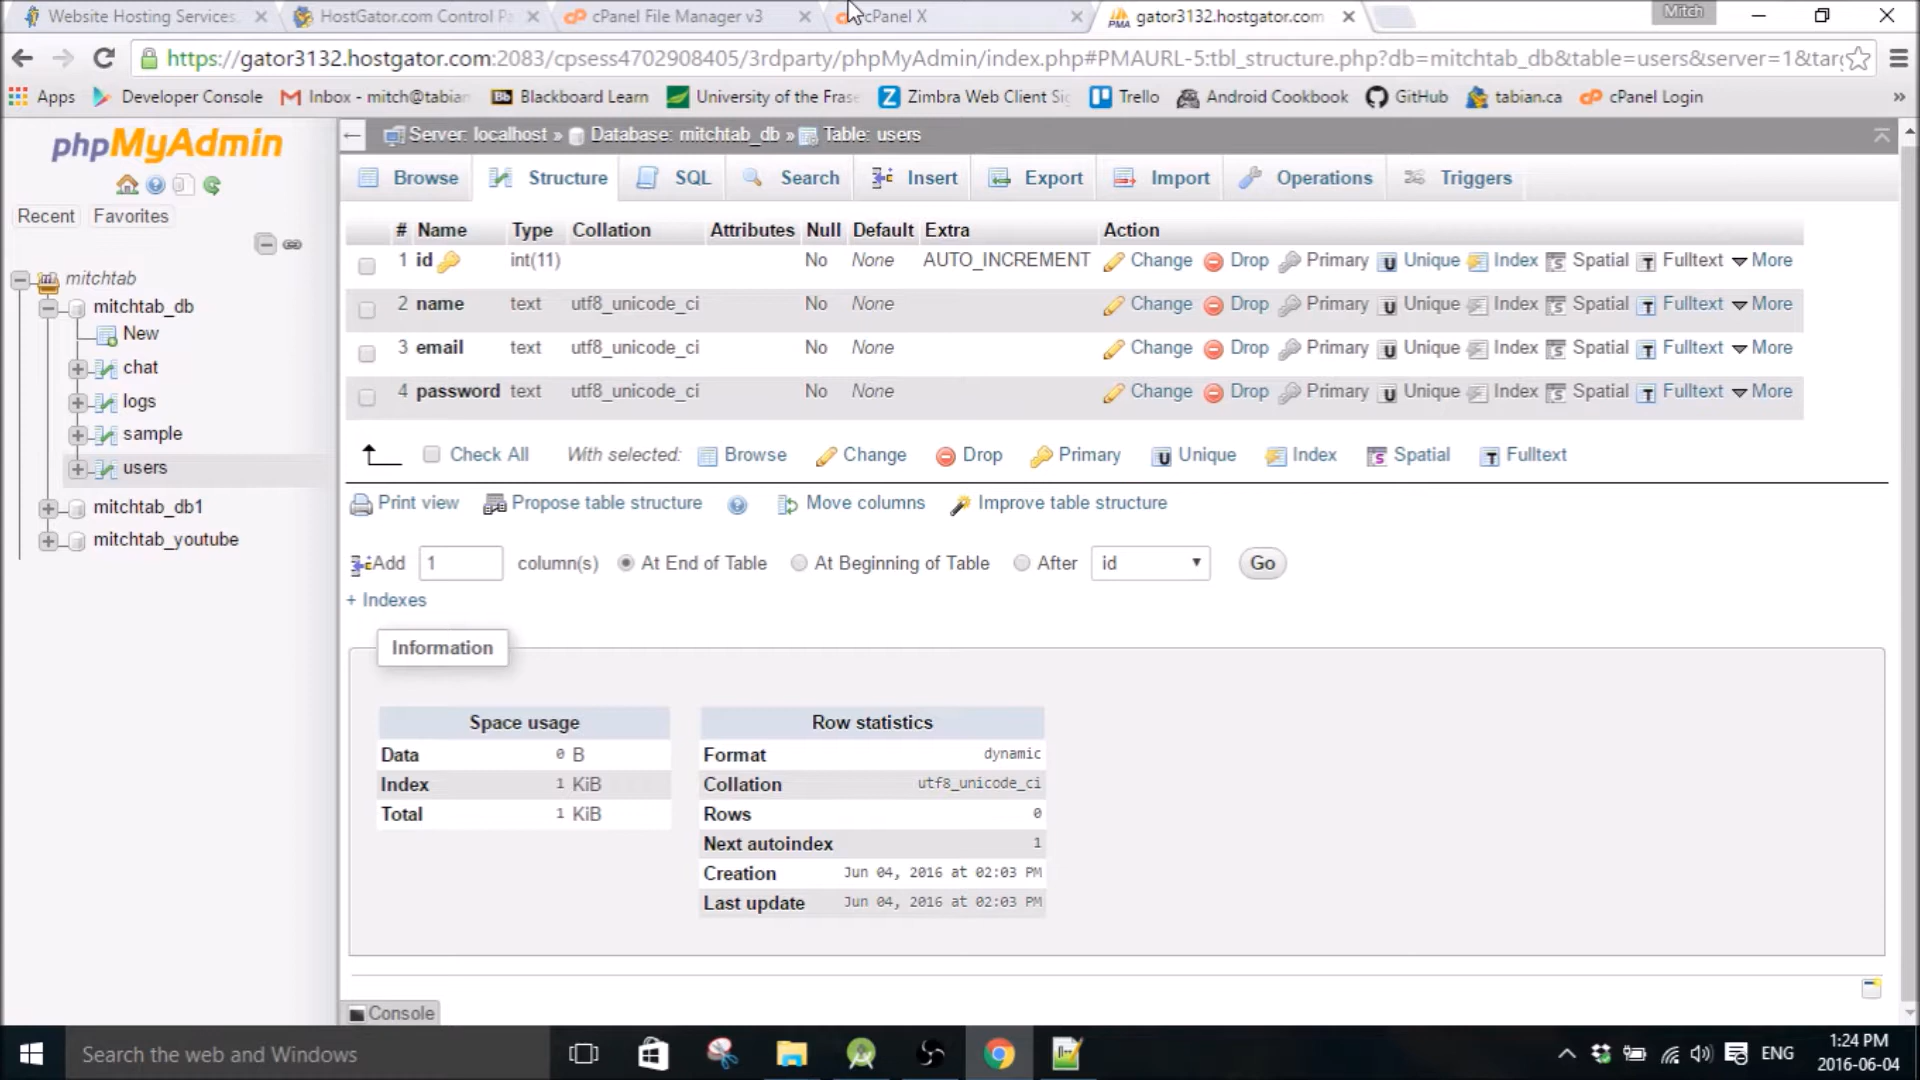 Website Hosting Services.
HostGator.com Control Pa
cPanel File Manager v3
cPanel X
gator3132.hostgator.com
Mitch
https://gator3132.hostgator.com:2083/cpsess4702908405/3rdparty/phpMyAdmin/index.php#PMAURL-5:tbl_structure.php?db=mitchtab_db&table=users&server=1&tar
Apps
Developer Console
Inbox - mitch@tabian
Blackboard Learn
University of the Frase
Zimbra Web Client Sig
Trello
Android Cookbook
GitHub
tabian.ca
cPanel Login
»
phpMyAdmin
Recent
Favorites
mitchtab
mitchtab_db
New
chat
logs
sample
users
mitchtab_db1
mitchtab_youtube
Server: localhost » Database: mitchtab_db » Table: users
Browse Structure SQL Search Insert Export Import Operations Triggers
# Name Type Collation Attributes Null Default Extra Action
1 id int(11) No None AUTO_INCREMENT Change Drop Primary Unique Index Spatial Fulltext More
2 name text utf8_unicode_ci No None Change Drop Primary Unique Index Spatial Fulltext More
3 email text utf8_unicode_ci No None Change Drop Primary Unique Index Spatial Fulltext More
4 password text utf8_unicode_ci No None Change Drop Primary Unique Index Spatial Fulltext More
Check All With selected: Browse Change Drop Primary Unique Index Spatial Fulltext
Print view Propose table structure Move columns Improve table structure
Add 1 column(s) At End of Table At Beginning of Table After id Go
+ Indexes
Information
Space usage
Data 0 B
Index 1 KiB
Total 1 KiB
Row statistics
Format dynamic
Collation utf8_unicode_ci
Rows 0
Next autoindex 1
Creation Jun 04, 2016 at 02:03 PM
Last update Jun 04, 2016 at 02:03 PM
Console
Search the web and Windows
ENG
1:24 PM
2016-06-04